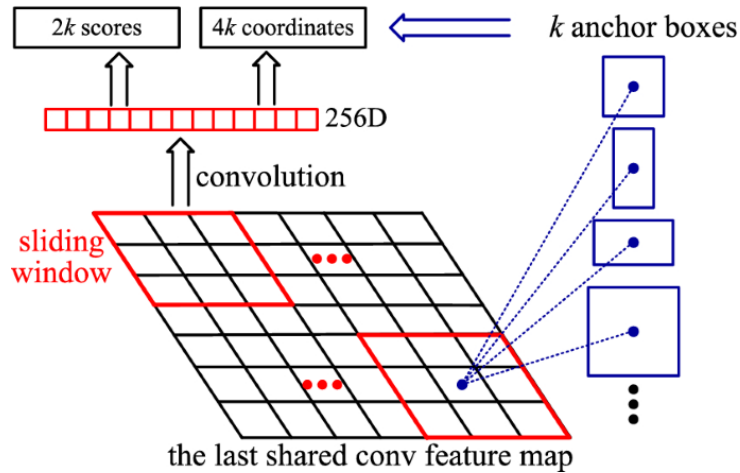 2k scores
4k coordinates
k anchor boxes
256D
convolution
sliding
window
the last shared conv feature map